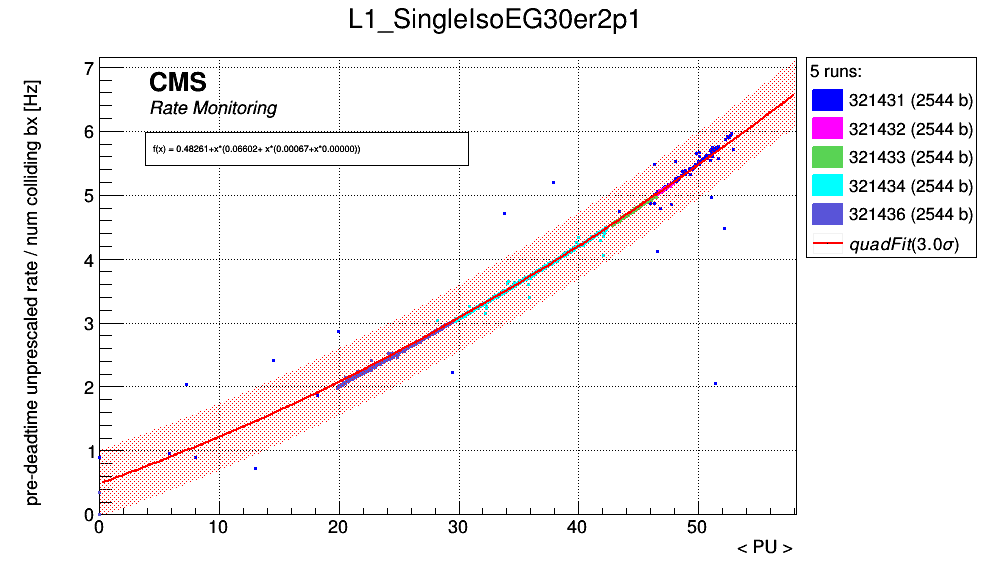 L1_SingleIsoEG30er2p1
pre-deadtime unprescaled rate / num colliding bx [Hz]
CMS
Rate Monitoring
f(x) = 0.48261+x*(0.06602+ x*(0.00067+x*0.00000))
7
6
5
4
3
2
1
0
0 10 20 30 40 50
< PU >
5 runs:
321431 (2544 b)
321432 (2544 b)
321433 (2544 b)
321434 (2544 b)
321436 (2544 b)
quadFit(3.0σ)